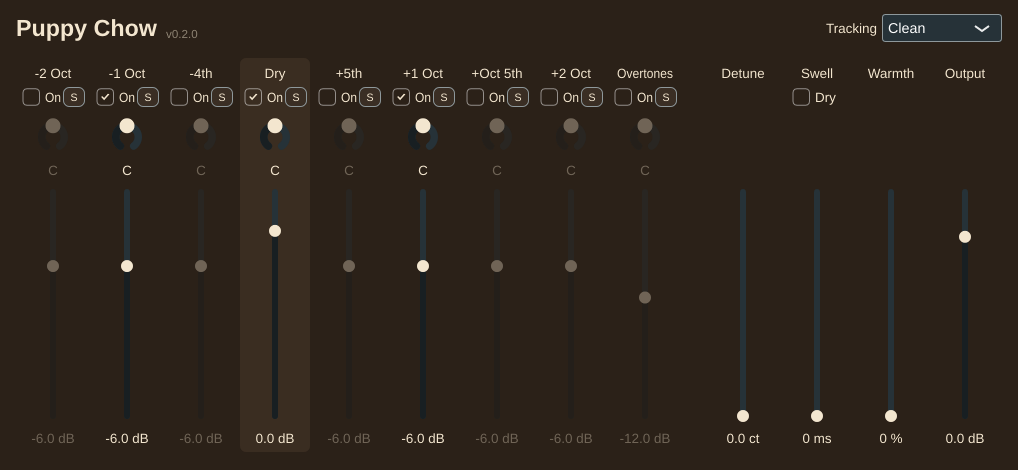 Puppy Chow v0.2.0
Tracking Clean
-2 Oct -1 Oct -4th Dry +5th +1 Oct +Oct 5th +2 Oct Overtones Detune Swell Warmth Output
On S On S On S On S On S On S On S On S On S Dry
C C C C C C C C C
-6.0 dB -6.0 dB -6.0 dB 0.0 dB -6.0 dB -6.0 dB -6.0 dB -6.0 dB -12.0 dB 0.0 ct 0 ms 0 % 0.0 dB